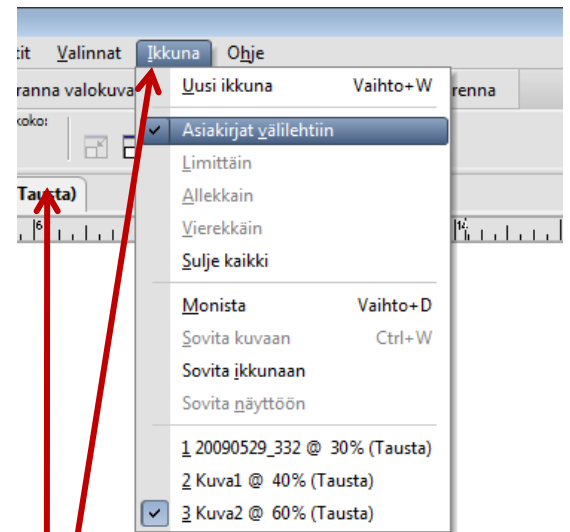 tit Valinnat Ikkuna Ohje
ranna valokuva
renna
koko:
Tausta)
6
14
Uusi ikkuna Vaihto+W
Asiakirjat välilehtiin
Limittäin
Allekkain
Vierekkäin
Sulje kaikki
Monista Vaihto+D
Sovita kuvaan Ctrl+W
Sovita ikkunaan
Sovita näyttöön
1 20090529_332 @ 30% (Tausta)
2 Kuva1 @ 40% (Tausta)
3 Kuva2 @ 60% (Tausta)